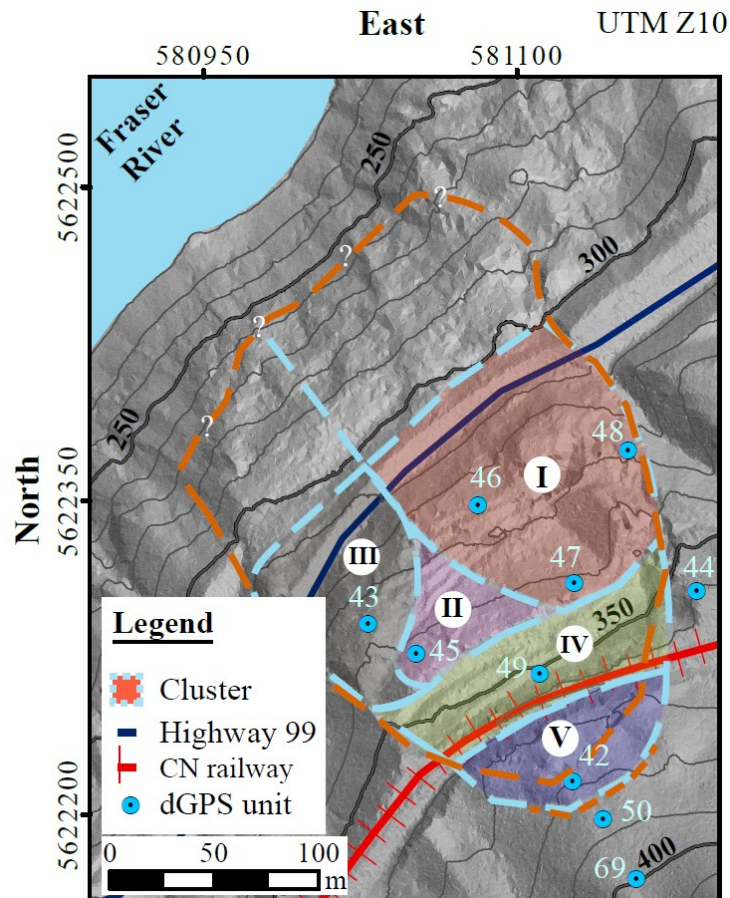 East
UTM Z10
580950
581100
North
5622500
5622350
5622200
Fraser
River
250
?
?
?
?
300
250
48
46
I
III
47
44
43
II
350
IV
45
49
V
42
50
69
400
Legend
Cluster
Highway 99
CN railway
dGPS unit
0 50 100
m